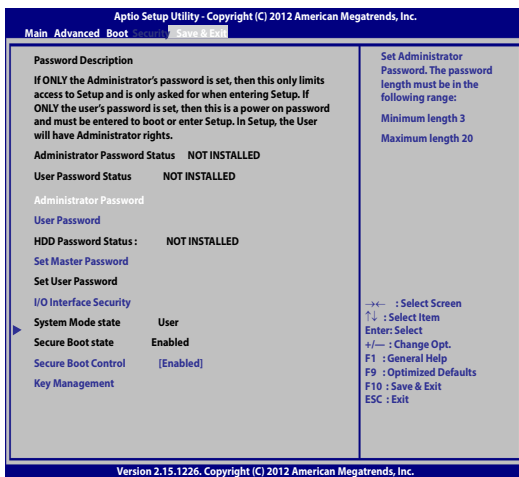 Aptio Setup Utility - Copyright (C) 2012 American Megatrends, Inc.
Main Advanced Boot Security Save & Exit
Password Description
If ONLY the Administrator's password is set, then this only limits
access to Setup and is only asked for when entering Setup. If
ONLY the user's password is set, then this is a power on password
and must be entered to boot or enter Setup. In Setup, the User
will have Administrator rights.
Administrator Password Status NOT INSTALLED
User Password Status NOT INSTALLED
Administrator Password
User Password
HDD Password Status : NOT INSTALLED
Set Master Password
Set User Password
I/O Interface Security
System Mode state User
Secure Boot state Enabled
Secure Boot Control [Enabled]
Key Management
Set Administrator
Password. The password
length must be in the
following range:
Minimum length 3
Maximum length 20
→← : Select Screen
↑↓ : Select Item
Enter: Select
+/— : Change Opt.
F1 : General Help
F9 : Optimized Defaults
F10 : Save & Exit
ESC : Exit
Version 2.15.1226. Copyright (C) 2012 American Megatrends, Inc.